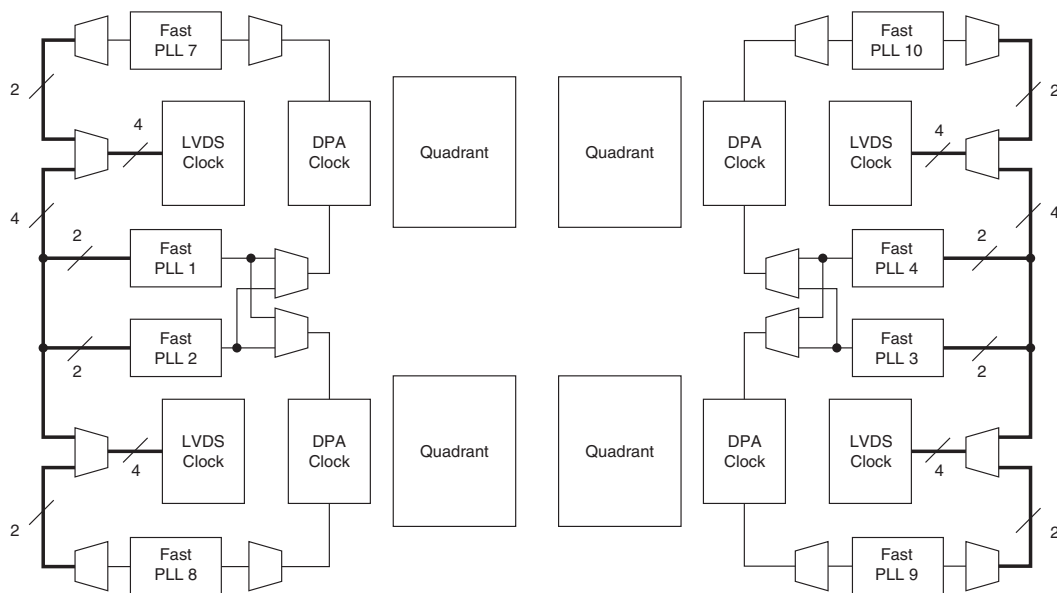 Fast
PLL 7
Fast
PLL 10
2
2
4
LVDS
Clock
DPA
Clock
Quadrant
Quadrant
DPA
Clock
LVDS
Clock
4
4
4
2
Fast
PLL 1
Fast
PLL 4
2
2
Fast
PLL 2
Fast
PLL 3
2
LVDS
Clock
4
DPA
Clock
Quadrant
Quadrant
DPA
Clock
LVDS
Clock
4
2
2
Fast
PLL 8
Fast
PLL 9